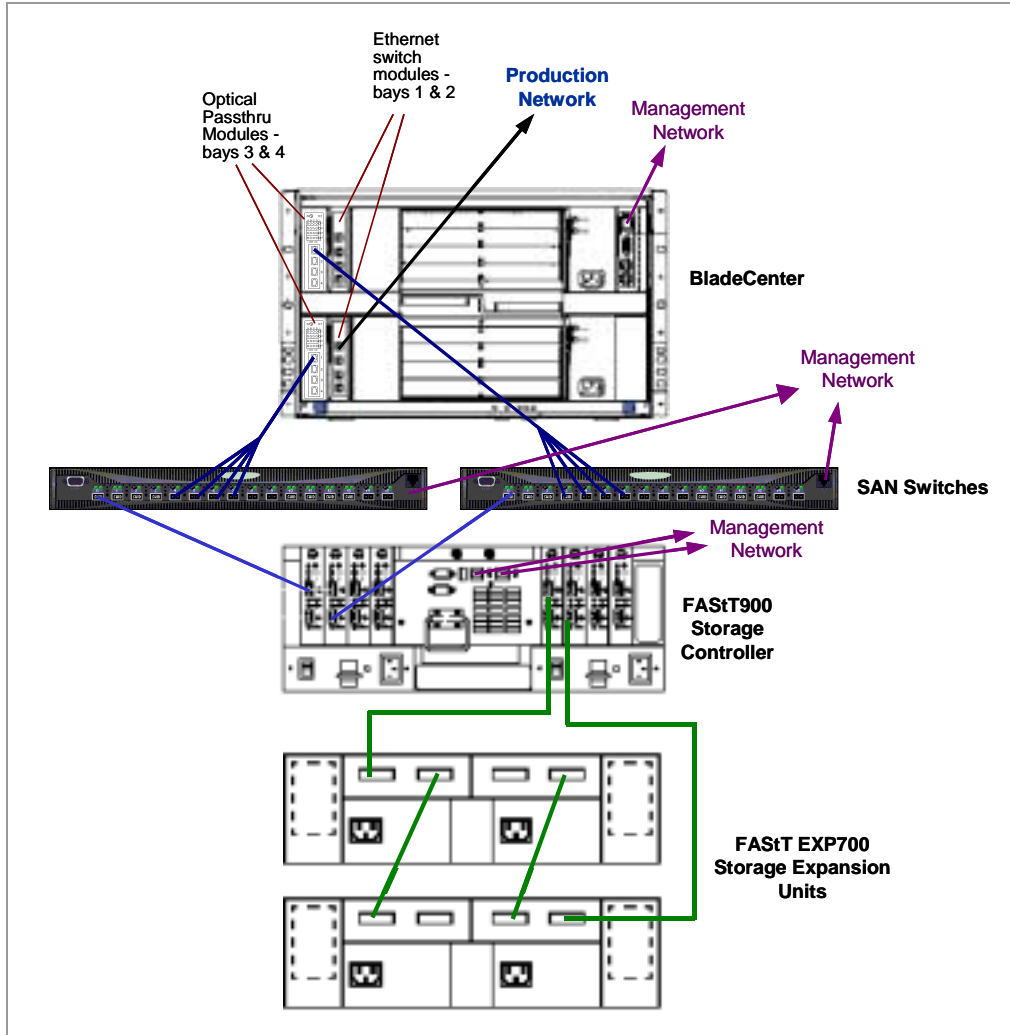 Ethernet
switch
modules -
bays 1 & 2
Production
Network
Optical
Passthru
Modules -
bays 3 & 4
Management
Network
BladeCenter
Management
Network
SAN Switches
Management
Network
FAStT900
Storage
Controller
FAStT EXP700
Storage Expansion
Units